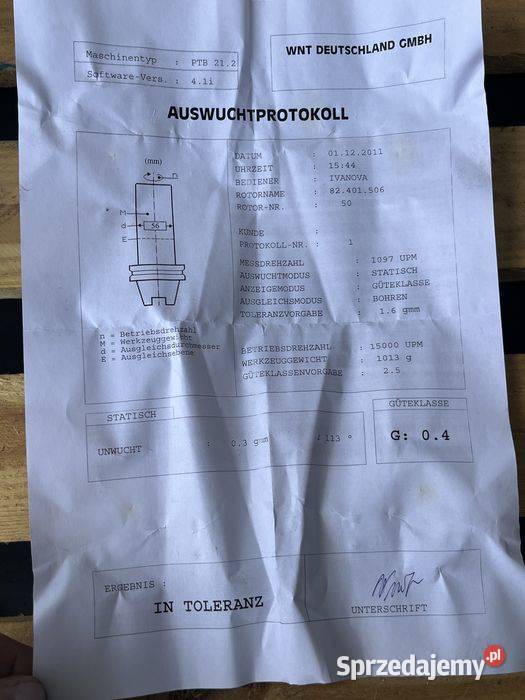 Maschinentyp : PTB 21.2
Software-Vers. : 4.1i
WNT DEUTSCHLAND GMBH
AUSWUCHTPROTOKOLL
(mm)
n
M
d
56
E
n = Betriebsdrehzahl
M = Werkzeuggewicht
d = Ausgleichsdurchmesser
E = Ausgleichsebene
DATUM : 01.12.2011
UHRZEIT : 15:44
BEDIENER : IVANOVA
ROTORNAME : 82.401.506
ROTOR-NR. : 50
KUNDE :
PROTOKOLL-NR. : 1
MESSDREHZAHL : 1097 UPM
AUSWUCHTMODUS : STATISCH
ANZEIGEMODUS : GÜTEKLASSE
AUSGLEICHSMODUS : BOHREN
TOLERANZVORGABE : 1.6 gmm
BETRIEBSDREHZAHL : 15000 UPM
WERKZEUGGEWICHT : 1013 g
GÜTEKLASSENVORGABE : 2.5
STATISCH
UNWUCHT : 0.3 gmm : 113 °
GÜTEKLASSE
G: 0.4
ERGEBNIS :
IN TOLERANZ
UNTERSCHRIFT
Sprzedajemy.pl